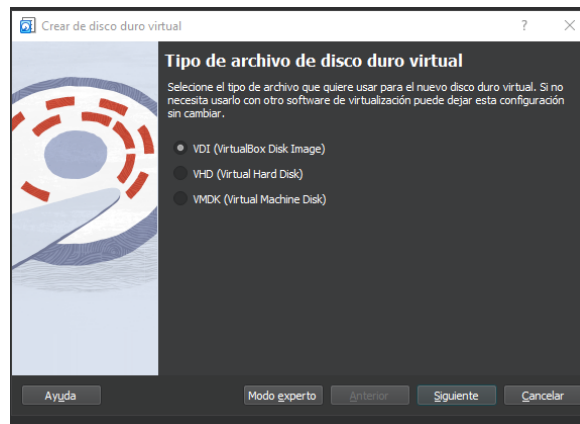 Crear de disco duro virtual
?
Tipo de archivo de disco duro virtual
Selecione el tipo de archivo que quiere usar para el nuevo disco duro virtual. Si no
necesita usarlo con otro software de virtualización puede dejar esta configuración
sin cambiar.
VDI (VirtualBox Disk Image)
VHD (Virtual Hard Disk)
VMDK (Virtual Machine Disk)
Ayuda Modo experto Anterior Siguiente Cancelar